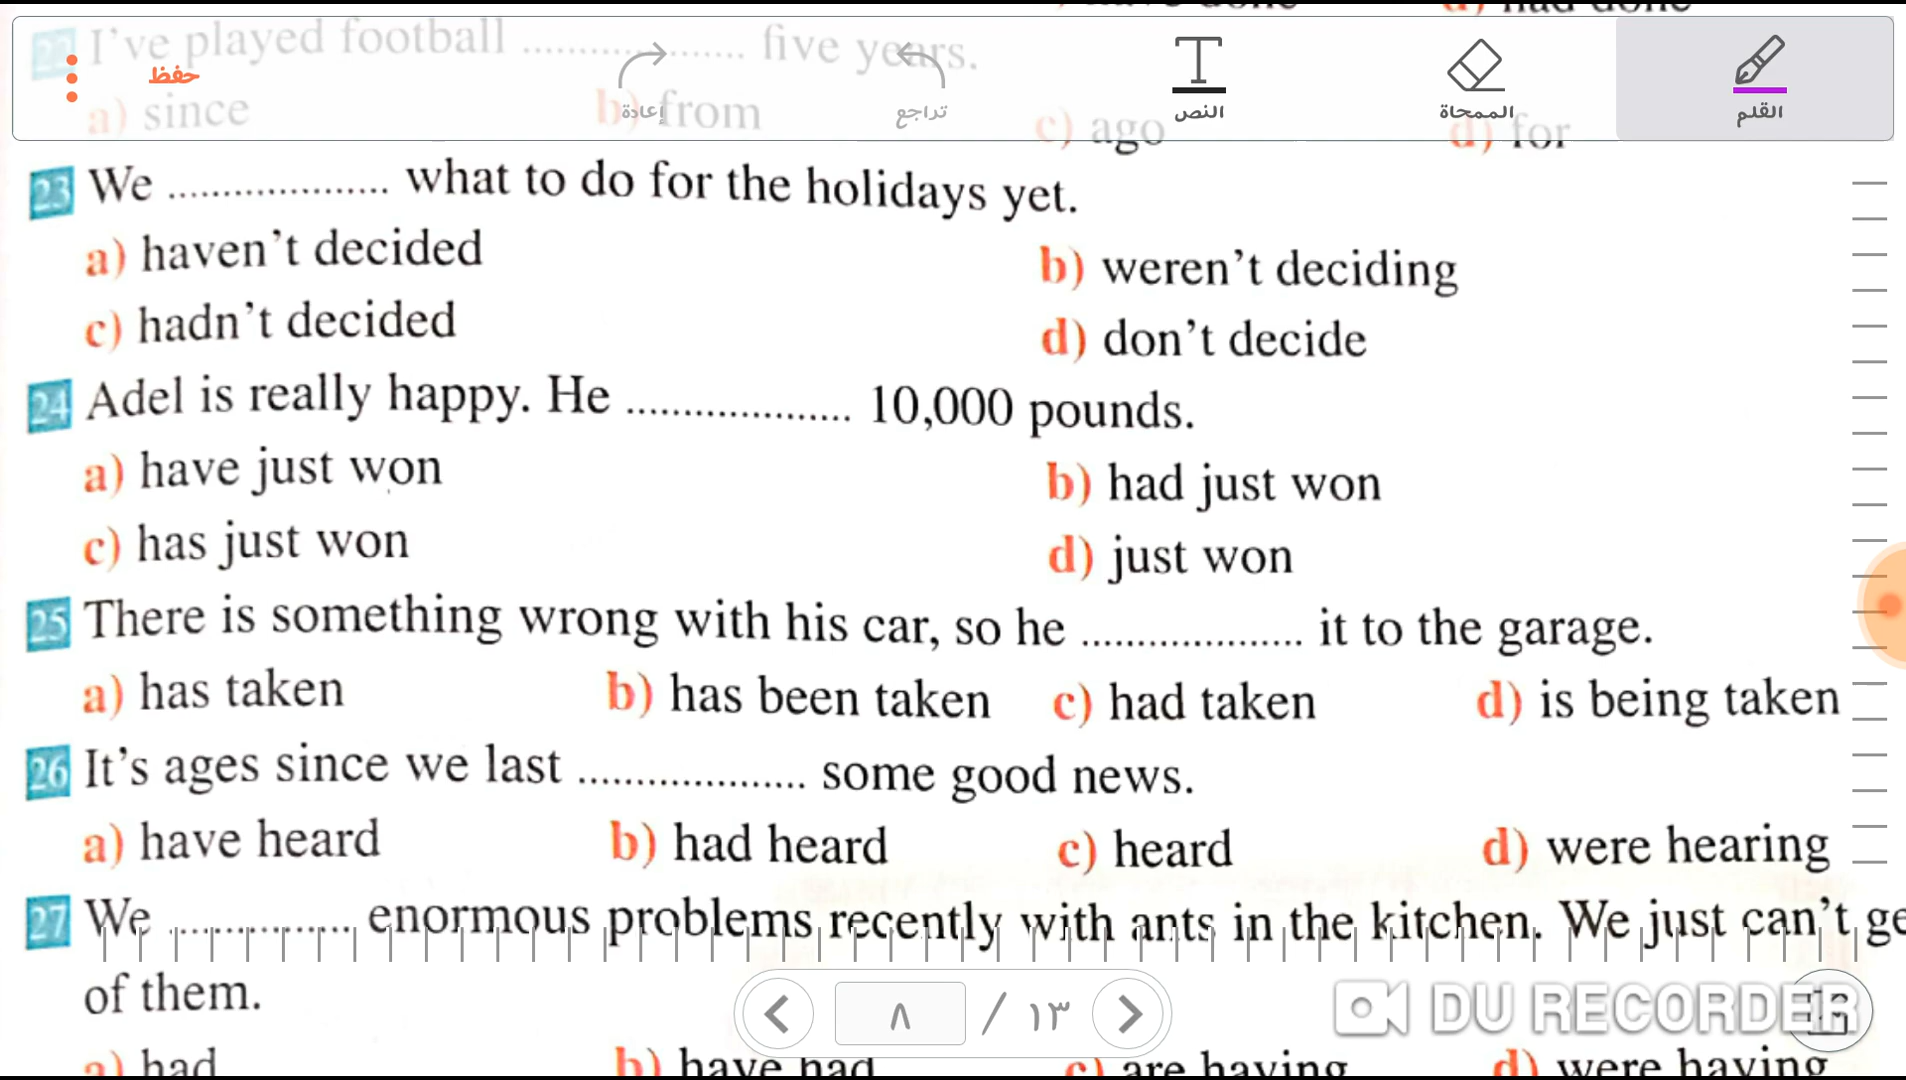 have done d) had done
22 I've played football .................... five years.
a) since b) from c) ago d) for
حفظ إعادة تراجع النص الممحاة القلم
23 We .................... what to do for the holidays yet.
a) haven't decided b) weren't deciding
c) hadn't decided d) don't decide
24 Adel is really happy. He .................... 10,000 pounds.
a) have just won b) had just won
c) has just won d) just won
25 There is something wrong with his car, so he .................... it to the garage.
a) has taken b) has been taken c) had taken d) is being taken
26 It's ages since we last .................... some good news.
a) have heard b) had heard c) heard d) were hearing
27 We .................... enormous problems recently with ants in the kitchen. We just can't ge
of them.
٨ / ١٣
DU RECORDER
a) had b) have had c) are having d) were having